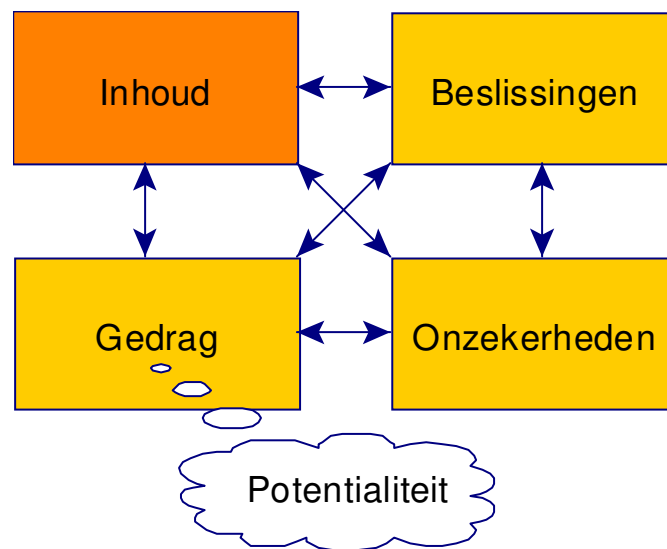 Inhoud
Beslissingen
Gedrag
Onzekerheden
Potentialiteit